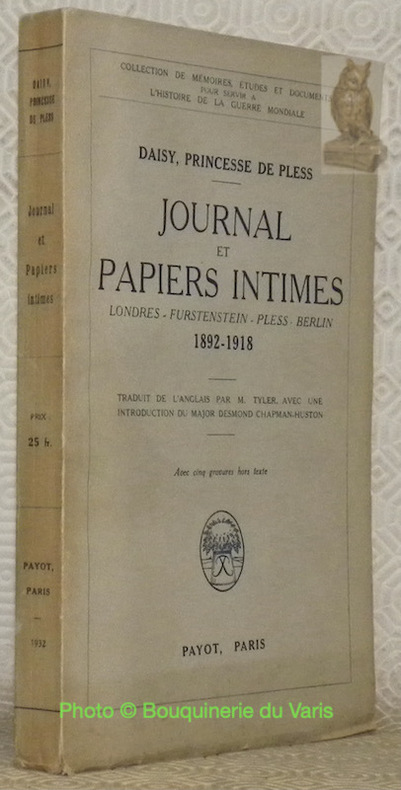 DAISY,
PRINCESSE
DE PLESS
Journal
et
Papiers
intimes
PRIX :
25 fr.
PAYOT,
PARIS
1932
COLLECTION DE MÉMOIRES, ÉTUDES ET DOCUMENTS
POUR SERVIR A
L'HISTOIRE DE LA GUERRE MONDIALE
DAISY, PRINCESSE DE PLESS
JOURNAL
ET
PAPIERS INTIMES
LONDRES - FURSTENSTEIN - PLESS - BERLIN
1892-1918
TRADUIT DE L'ANGLAIS PAR M. TYLER, AVEC UNE
INTRODUCTION DU MAJOR DESMOND CHAPMAN-HUSTON
Avec cinq gravures hors texte
PAYOT, PARIS
Photo © Bouquinerie du Varis